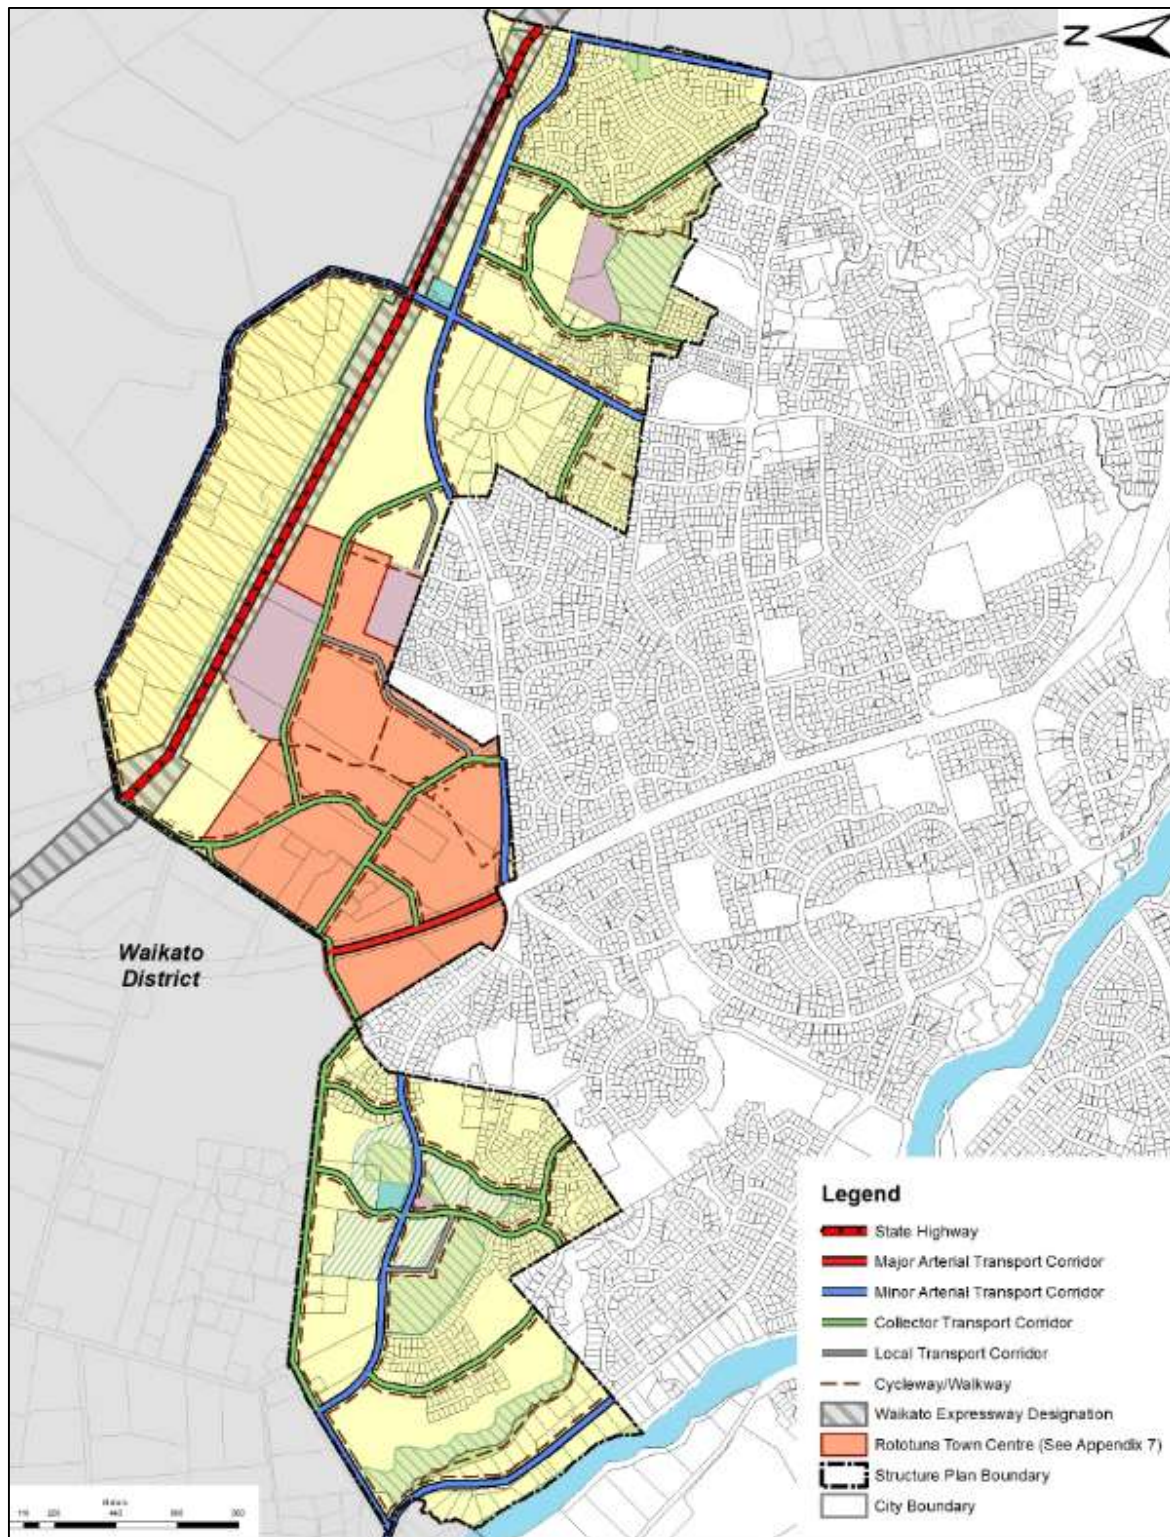 N
Waikato
District
Legend
State Highway
Major Arterial Transport Corridor
Minor Arterial Transport Corridor
Collector Transport Corridor
Local Transport Corridor
Cycleway/Walkway
Waikato Expressway Designation
Rototuna Town Centre (See Appendix 7)
Structure Plan Boundary
City Boundary